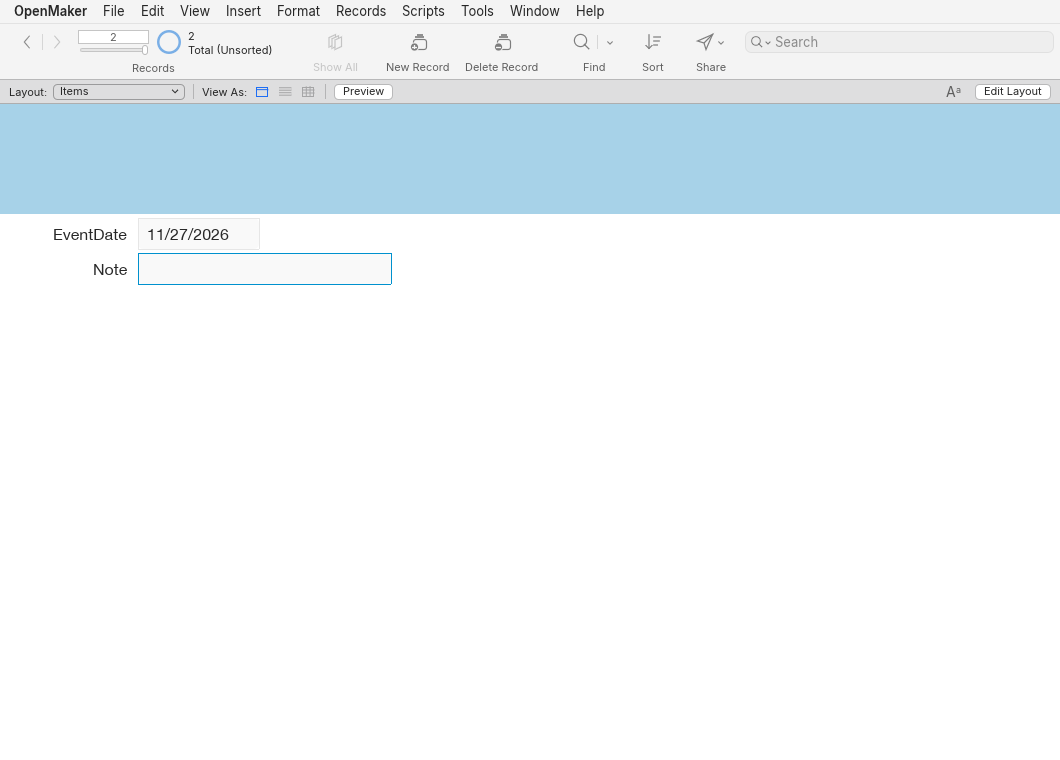 OpenMaker File Edit View Insert Format Records Scripts Tools Window Help
2
2
Total (Unsorted)
Search
Records Show All New Record Delete Record Find Sort Share
Layout: Items View As: Preview Aa Edit Layout
EventDate 11/27/2026
Note